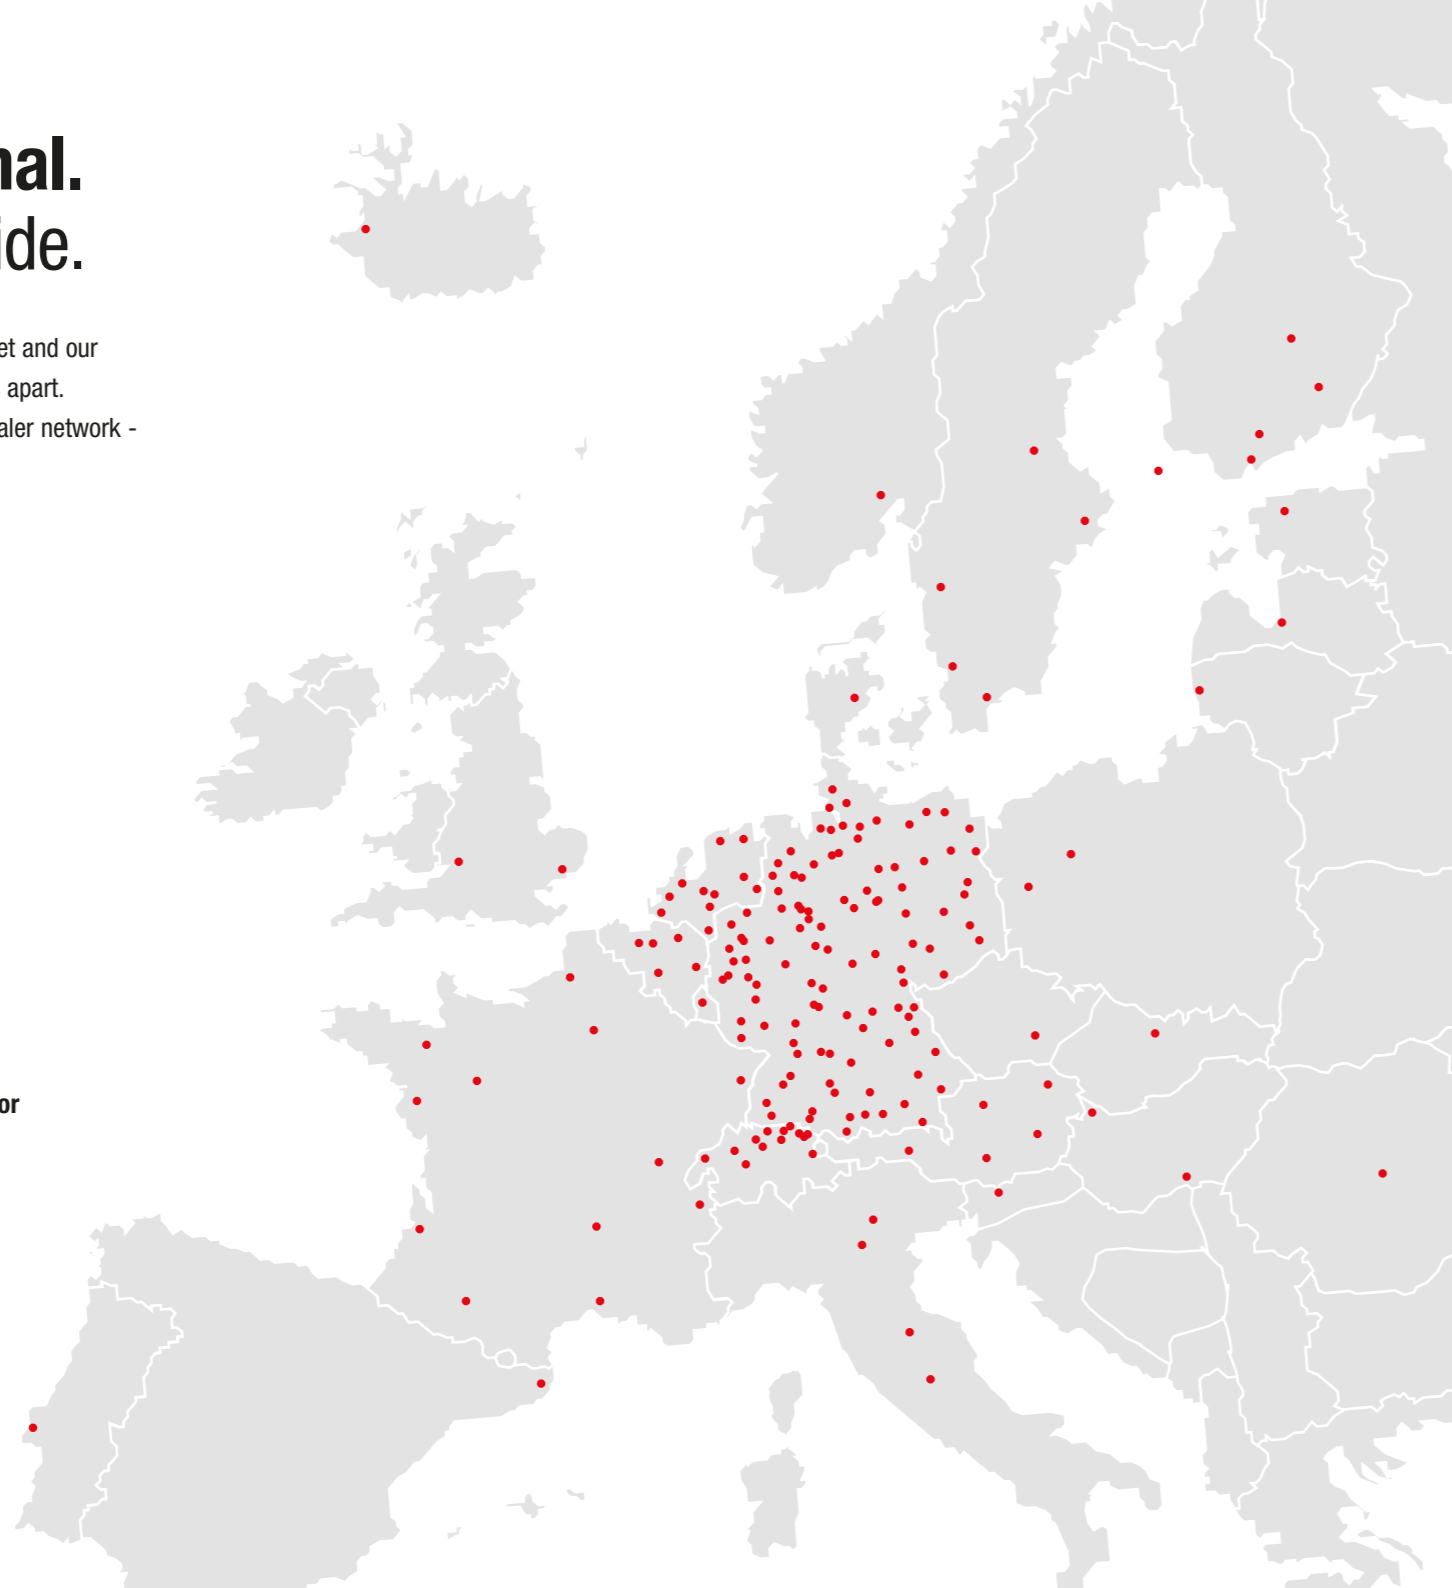 nal.
ide.
et and our
apart.
aler network -
or